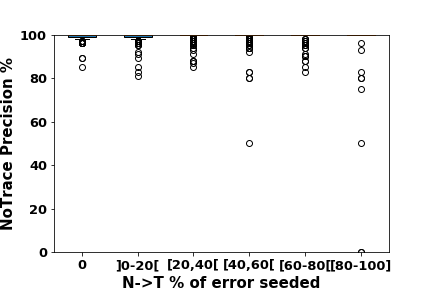 NoTrace Precision %
100
80
60
40
20
0
0 ]0-20[ [20,40[ [40,60[ [60-80[ [80-100]
N->T % of error seeded